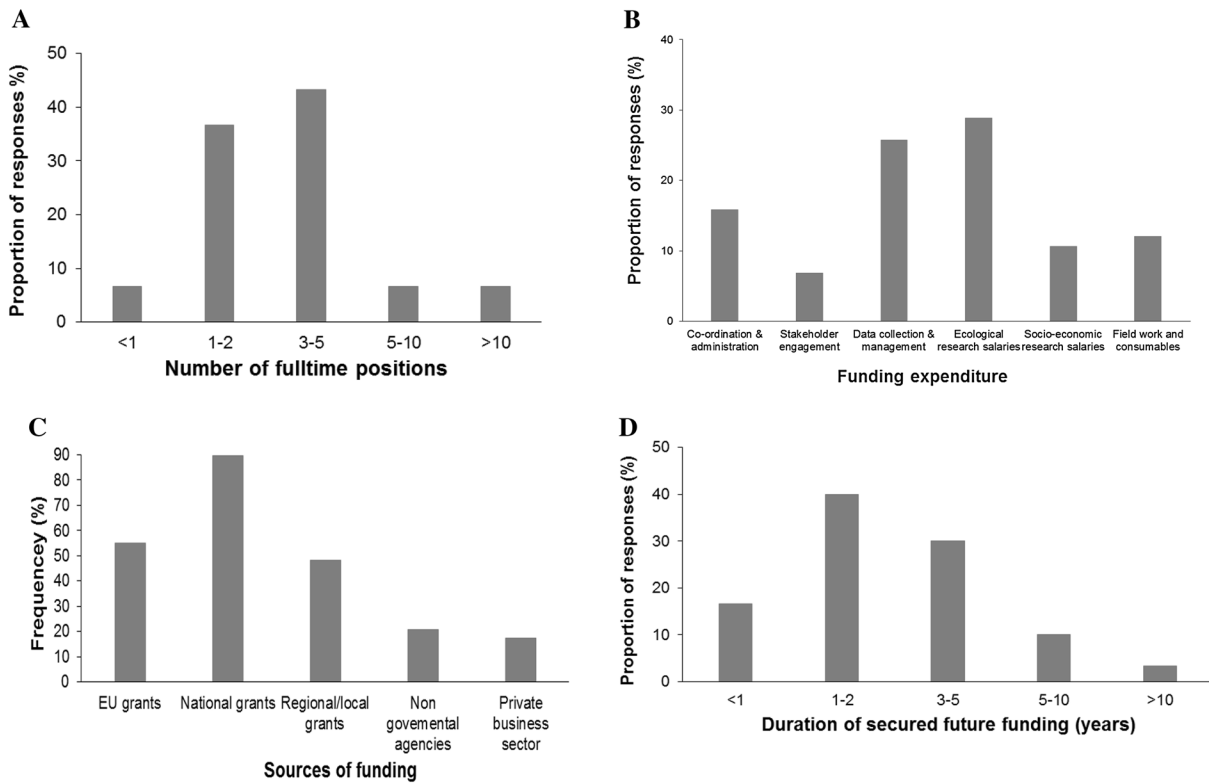 A
Proportion of responses %)
50
40
30
20
10
0
<1 1-2 3-5 5-10 >10
Number of fulltime positions
B
Proportion of responses (%)
40
30
20
10
0
Co-ordination & administration
Stakeholder engagement
Data collection & management
Ecological research salaries
Socio-economic research salaries
Field work and consumables
Funding expenditure
C
Frequencey (%)
90
80
70
60
50
40
30
20
10
0
EU grants
National grants
Regional/local grants
Non govemental agencies
Private business sector
Sources of funding
D
Proportion of responses (%)
50
40
30
20
10
0
<1 1-2 3-5 5-10 >10
Duration of secured future funding (years)